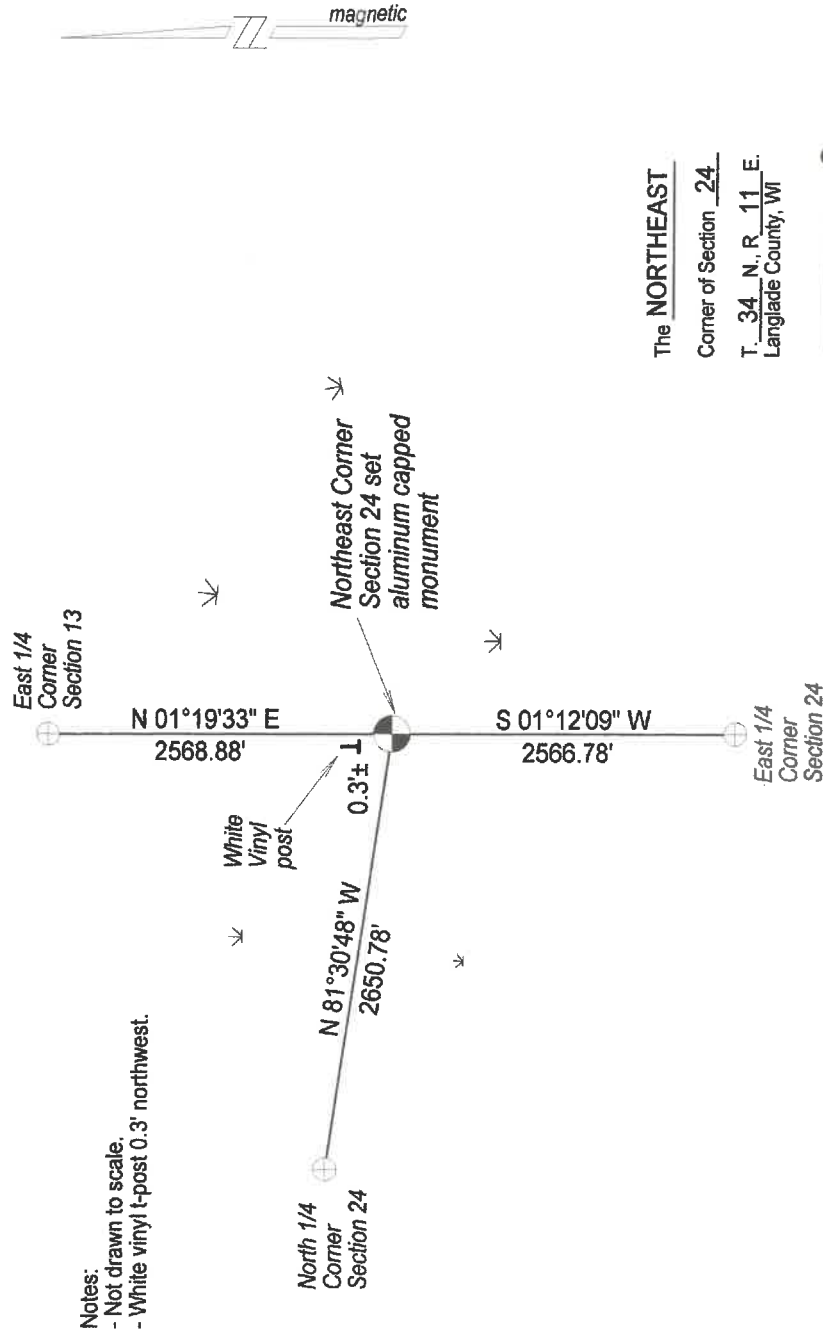 magnetic
Notes:
- Not drawn to scale.
- White vinyl t-post 0.3' northwest.
East 1/4
Corner
Section 13
North 1/4
Corner
Section 24
N 81°30'48" W
2650.78'
White
Vinyl
post
0.3'±
N 01°19'33" E
2568.88'
Northeast Corner
Section 24 set
aluminum capped
monument
S 01°12'09" W
2566.78'
East 1/4
Corner
Section 24
The NORTHEAST
Corner of Section 24
T. 34 N., R 11 E.
Langlade County, WI